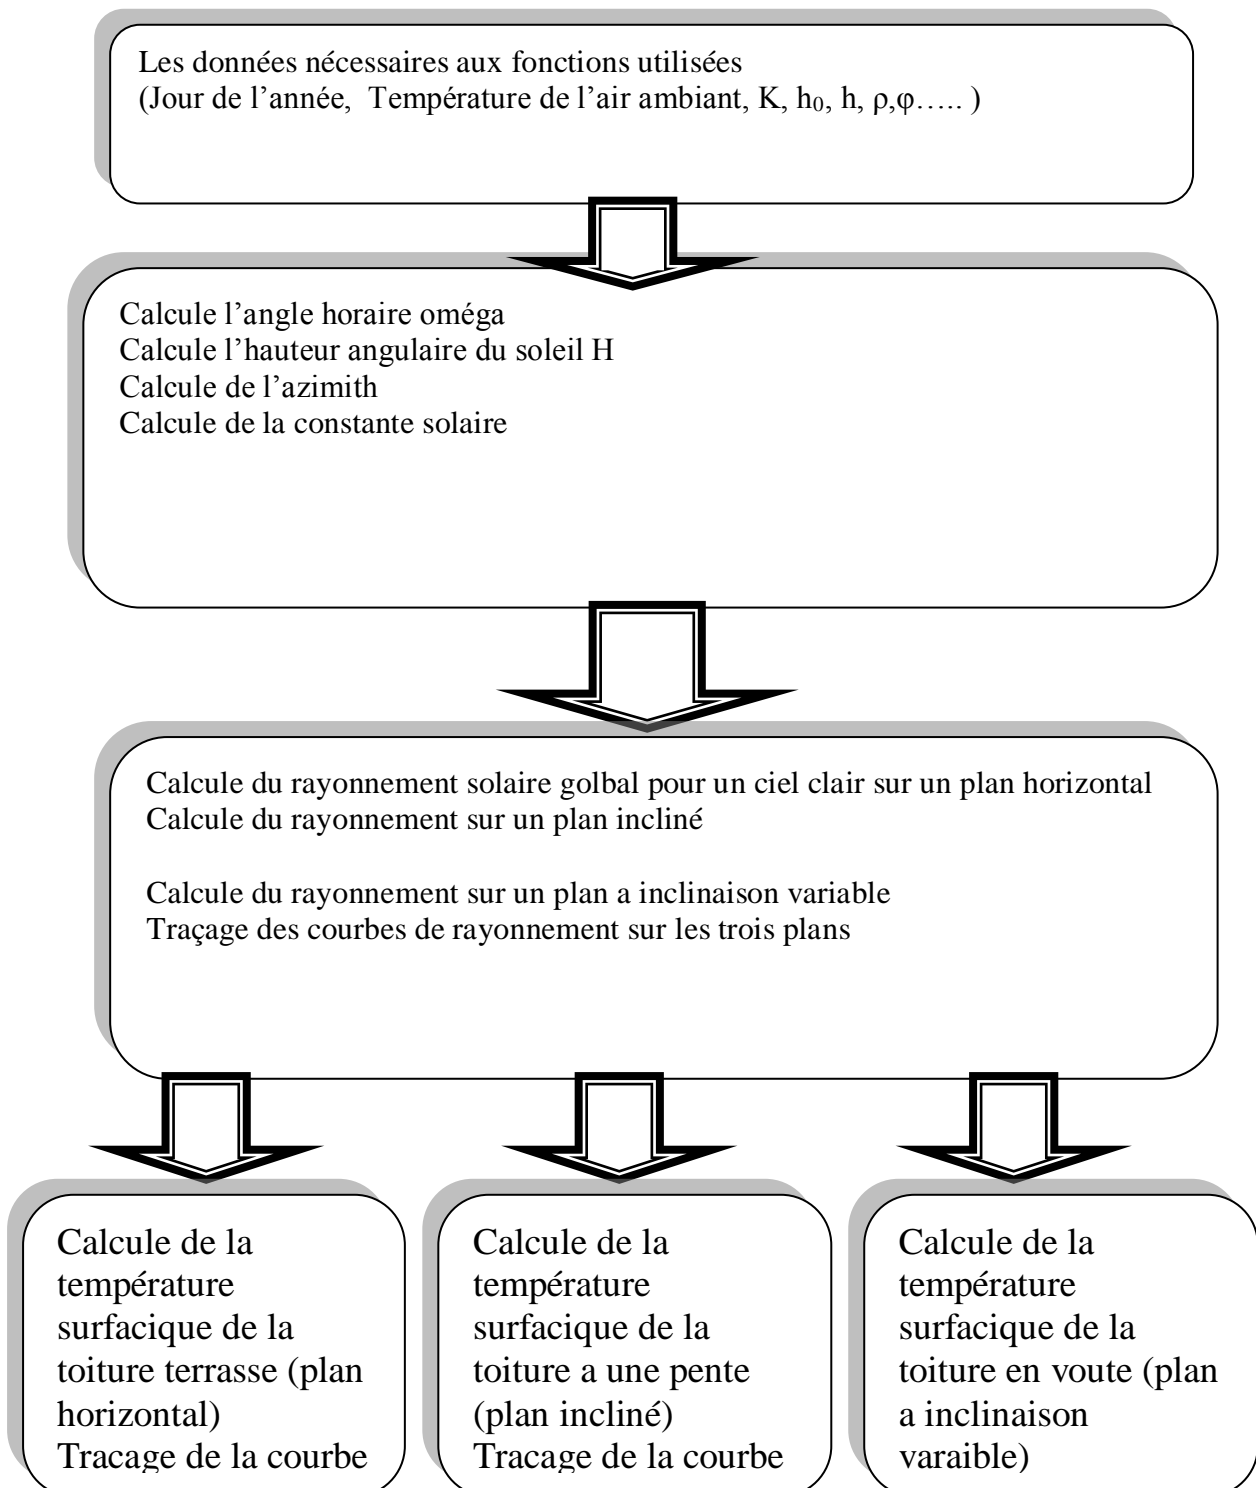 Les données nécessaires aux fonctions utilisées
(Jour de l’année, Température de l’air ambiant, K, h₀, h, ρ,φ….. )
Calcule l’angle horaire oméga
Calcule l’hauteur angulaire du soleil H
Calcule de l’azimith
Calcule de la constante solaire
Calcule du rayonnement solaire golbal pour un ciel clair sur un plan horizontal
Calcule du rayonnement sur un plan incliné
Calcule du rayonnement sur un plan a inclinaison variable
Traçage des courbes de rayonnement sur les trois plans
Calcule de la
température
surfacique de la
toiture terrasse (plan
horizontal)
Tracage de la courbe
Calcule de la
température
surfacique de la
toiture a une pente
(plan incliné)
Tracage de la courbe
Calcule de la
température
surfacique de la
toiture en voute (plan
a inclinaison
varaible)